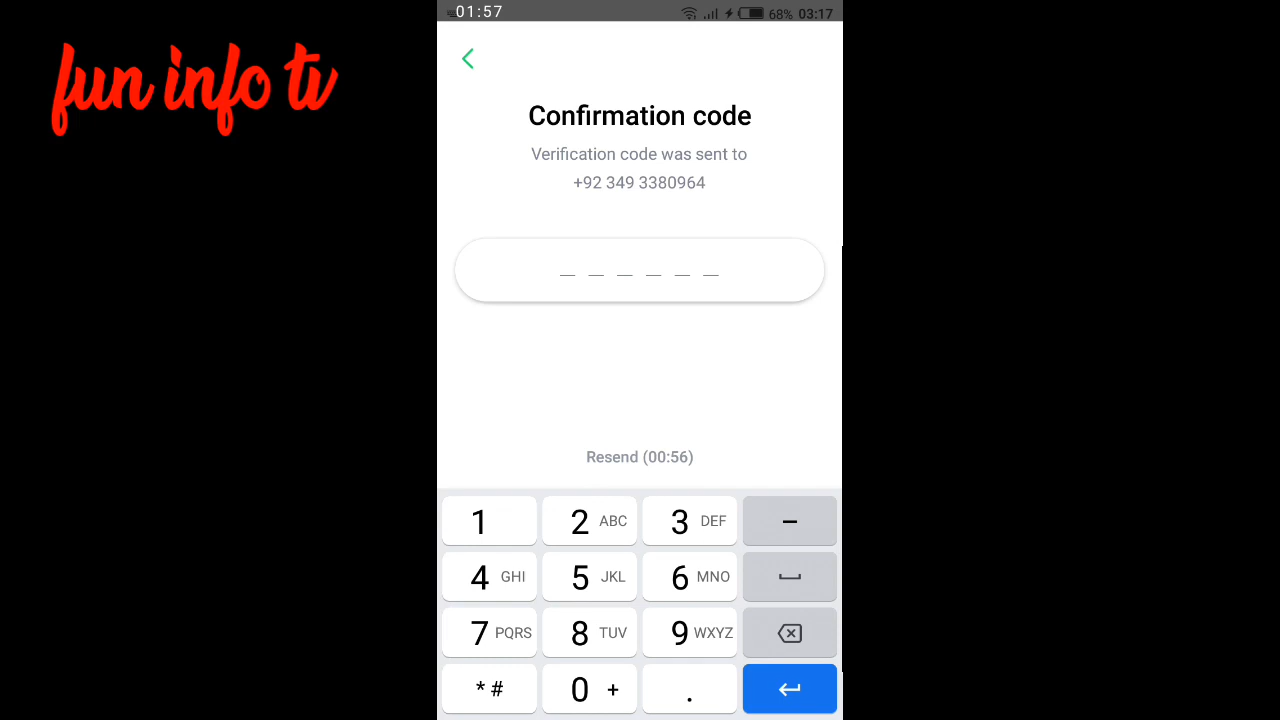 fun info tv
01:57 68% 03:17
Confirmation code
Verification code was sent to
+92 349 3380964
_ _ _ _ _ _
Resend (00:56)
1 2 ABC 3 DEF –
4 GHI 5 JKL 6 MNO
7 PQRS 8 TUV 9 WXYZ
* # 0 + .